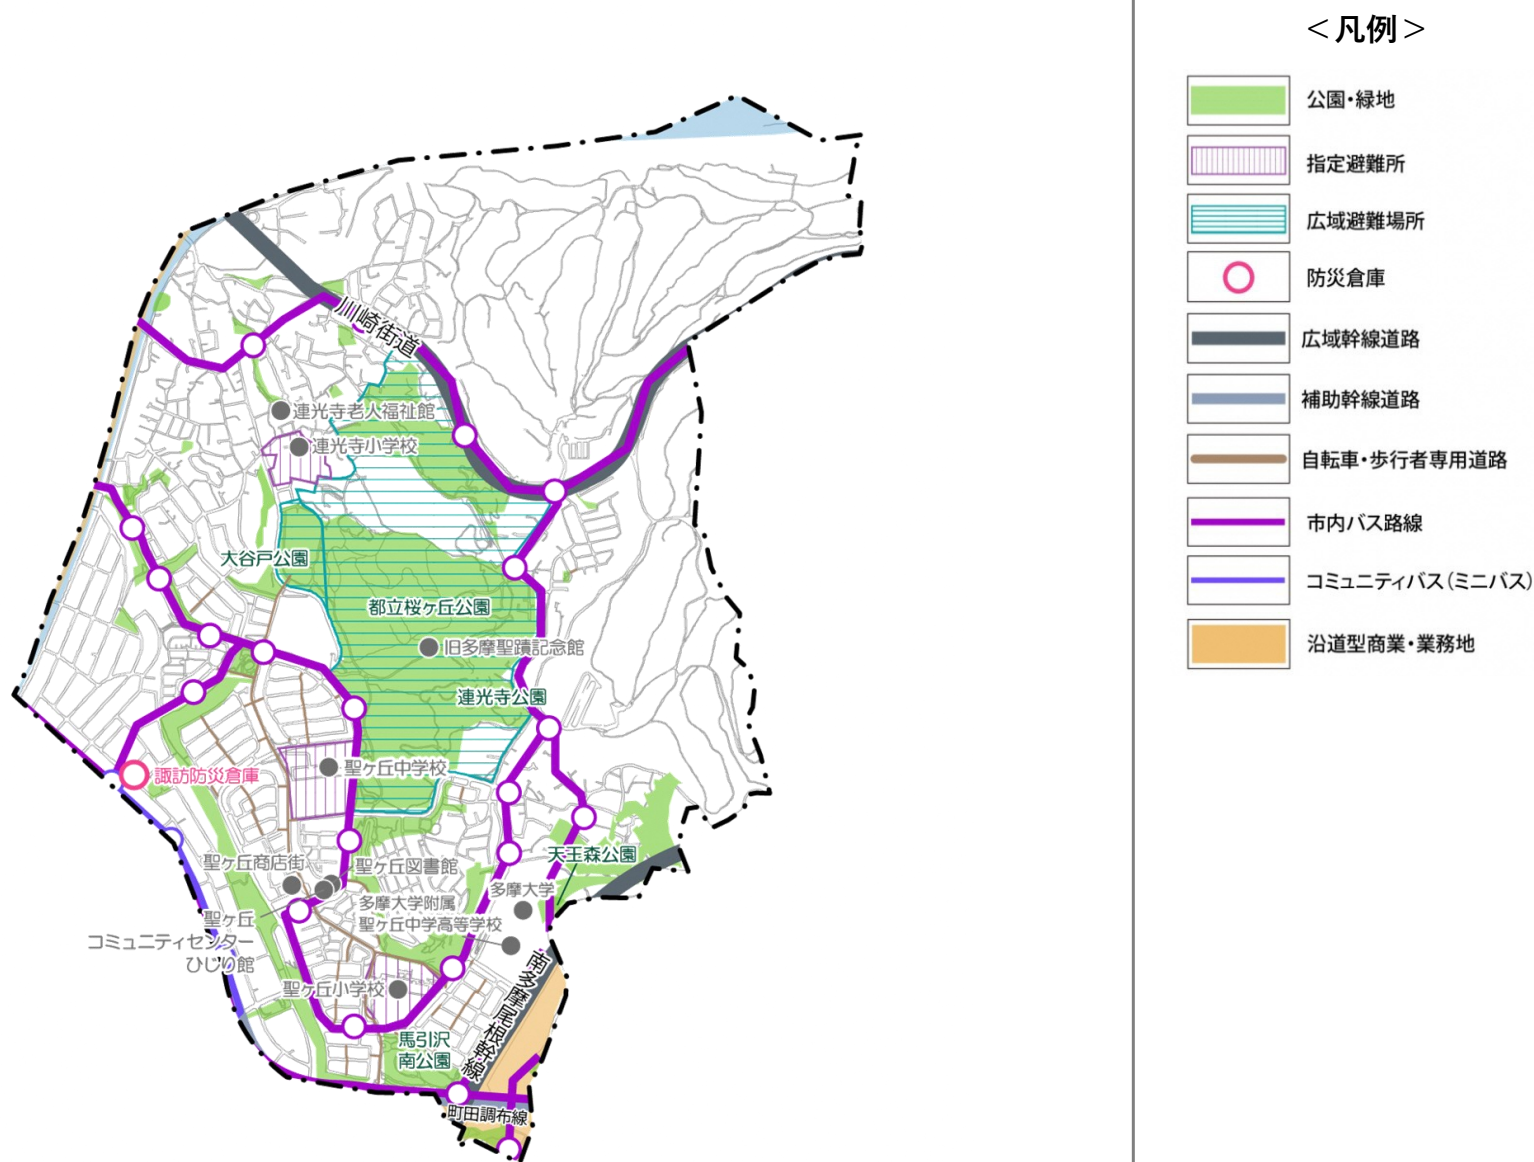 ＜凡例＞
公園・緑地
指定避難所
広域避難場所
防災倉庫
広域幹線道路
補助幹線道路
自転車・歩行者専用道路
市内バス路線
コミュニティバス（ミニバス）
沿道型商業・業務地
川崎街道
連光寺老人福祉館
連光寺小学校
大谷戸公園
都立桜ヶ丘公園
旧多摩聖蹟記念館
連光寺公園
聖ヶ丘中学校
諏訪防災倉庫
天王森公園
聖ヶ丘商店街
聖ヶ丘図書館
多摩大学
多摩大学附属
聖ヶ丘中学高等学校
聖ヶ丘
コミュニティセンター
ひじり館
聖ヶ丘小学校
南多摩尾根幹線
馬引沢
南公園
町田調布線